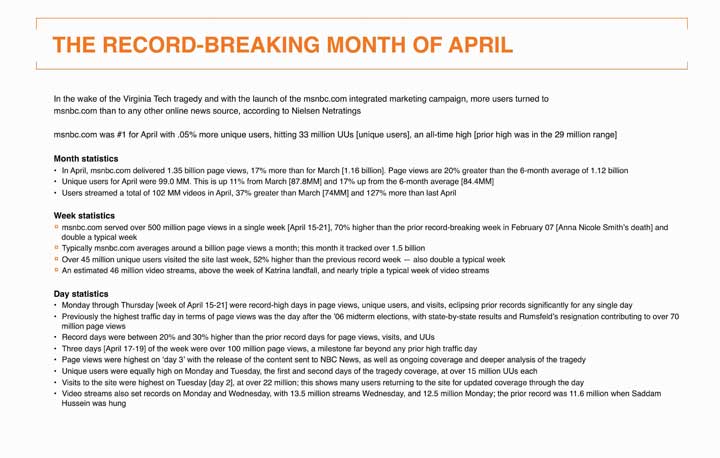 THE RECORD-BREAKING MONTH OF APRIL
In the wake of the Virginia Tech tragedy and with the launch of the msnbc.com integrated marketing campaign, more users turned to
msnbc.com than to any other online news source, according to Nielsen Netratings
msnbc.com was #1 for April with .05% more unique users, hitting 33 million UUs [unique users], an all-time high [prior high was in the 29 million range]
Month statistics
• In April, msnbc.com delivered 1.35 billion page views, 17% more than for March [1.16 billion]. Page views are 20% greater than the 6-month average of 1.12 billion
• Unique users for April were 99.0 MM. This is up 11% from March [87.8MM] and 17% up from the 6-month average [84.4MM]
• Users streamed a total of 102 MM videos in April, 37% greater than March [74MM] and 127% more than last April
Week statistics
¤ msnbc.com served over 500 million page views in a single week [April 15-21], 70% higher than the prior record-breaking week in February 07 [Anna Nicole Smith's death] and
double a typical week
• Typically msnbc.com averages around a billion page views a month; this month it tracked over 1.5 billion
¤ Over 45 million unique users visited the site last week, 52% higher than the previous record week — also double a typical week
¤ An estimated 46 million video streams, above the week of Katrina landfall, and nearly triple a typical week of video streams
Day statistics
• Monday through Thursday [week of April 15-21] were record-high days in page views, unique users, and visits, eclipsing prior records significantly for any single day
• Previously the highest traffic day in terms of page views was the day after the '06 midterm elections, with state-by-state results and Rumsfeld's resignation contributing to over 70
million page views
• Record days were between 20% and 30% higher than the prior record days for page views, visits, and UUs
• Three days [April 17-19] of the week were over 100 million page views, a milestone far beyond any prior high traffic day
• Page views were highest on 'day 3' with the release of the content sent to NBC News, as well as ongoing coverage and deeper analysis of the tragedy
• Unique users were equally high on Monday and Tuesday, the first and second days of the tragedy coverage, at over 15 million UUs each
• Visits to the site were highest on Tuesday [day 2], at over 22 million; this shows many users returning to the site for updated coverage through the day
• Video streams also set records on Monday and Wednesday, with 13.5 million streams Wednesday, and 12.5 million Monday; the prior record was 11.6 million when Saddam
Hussein was hung